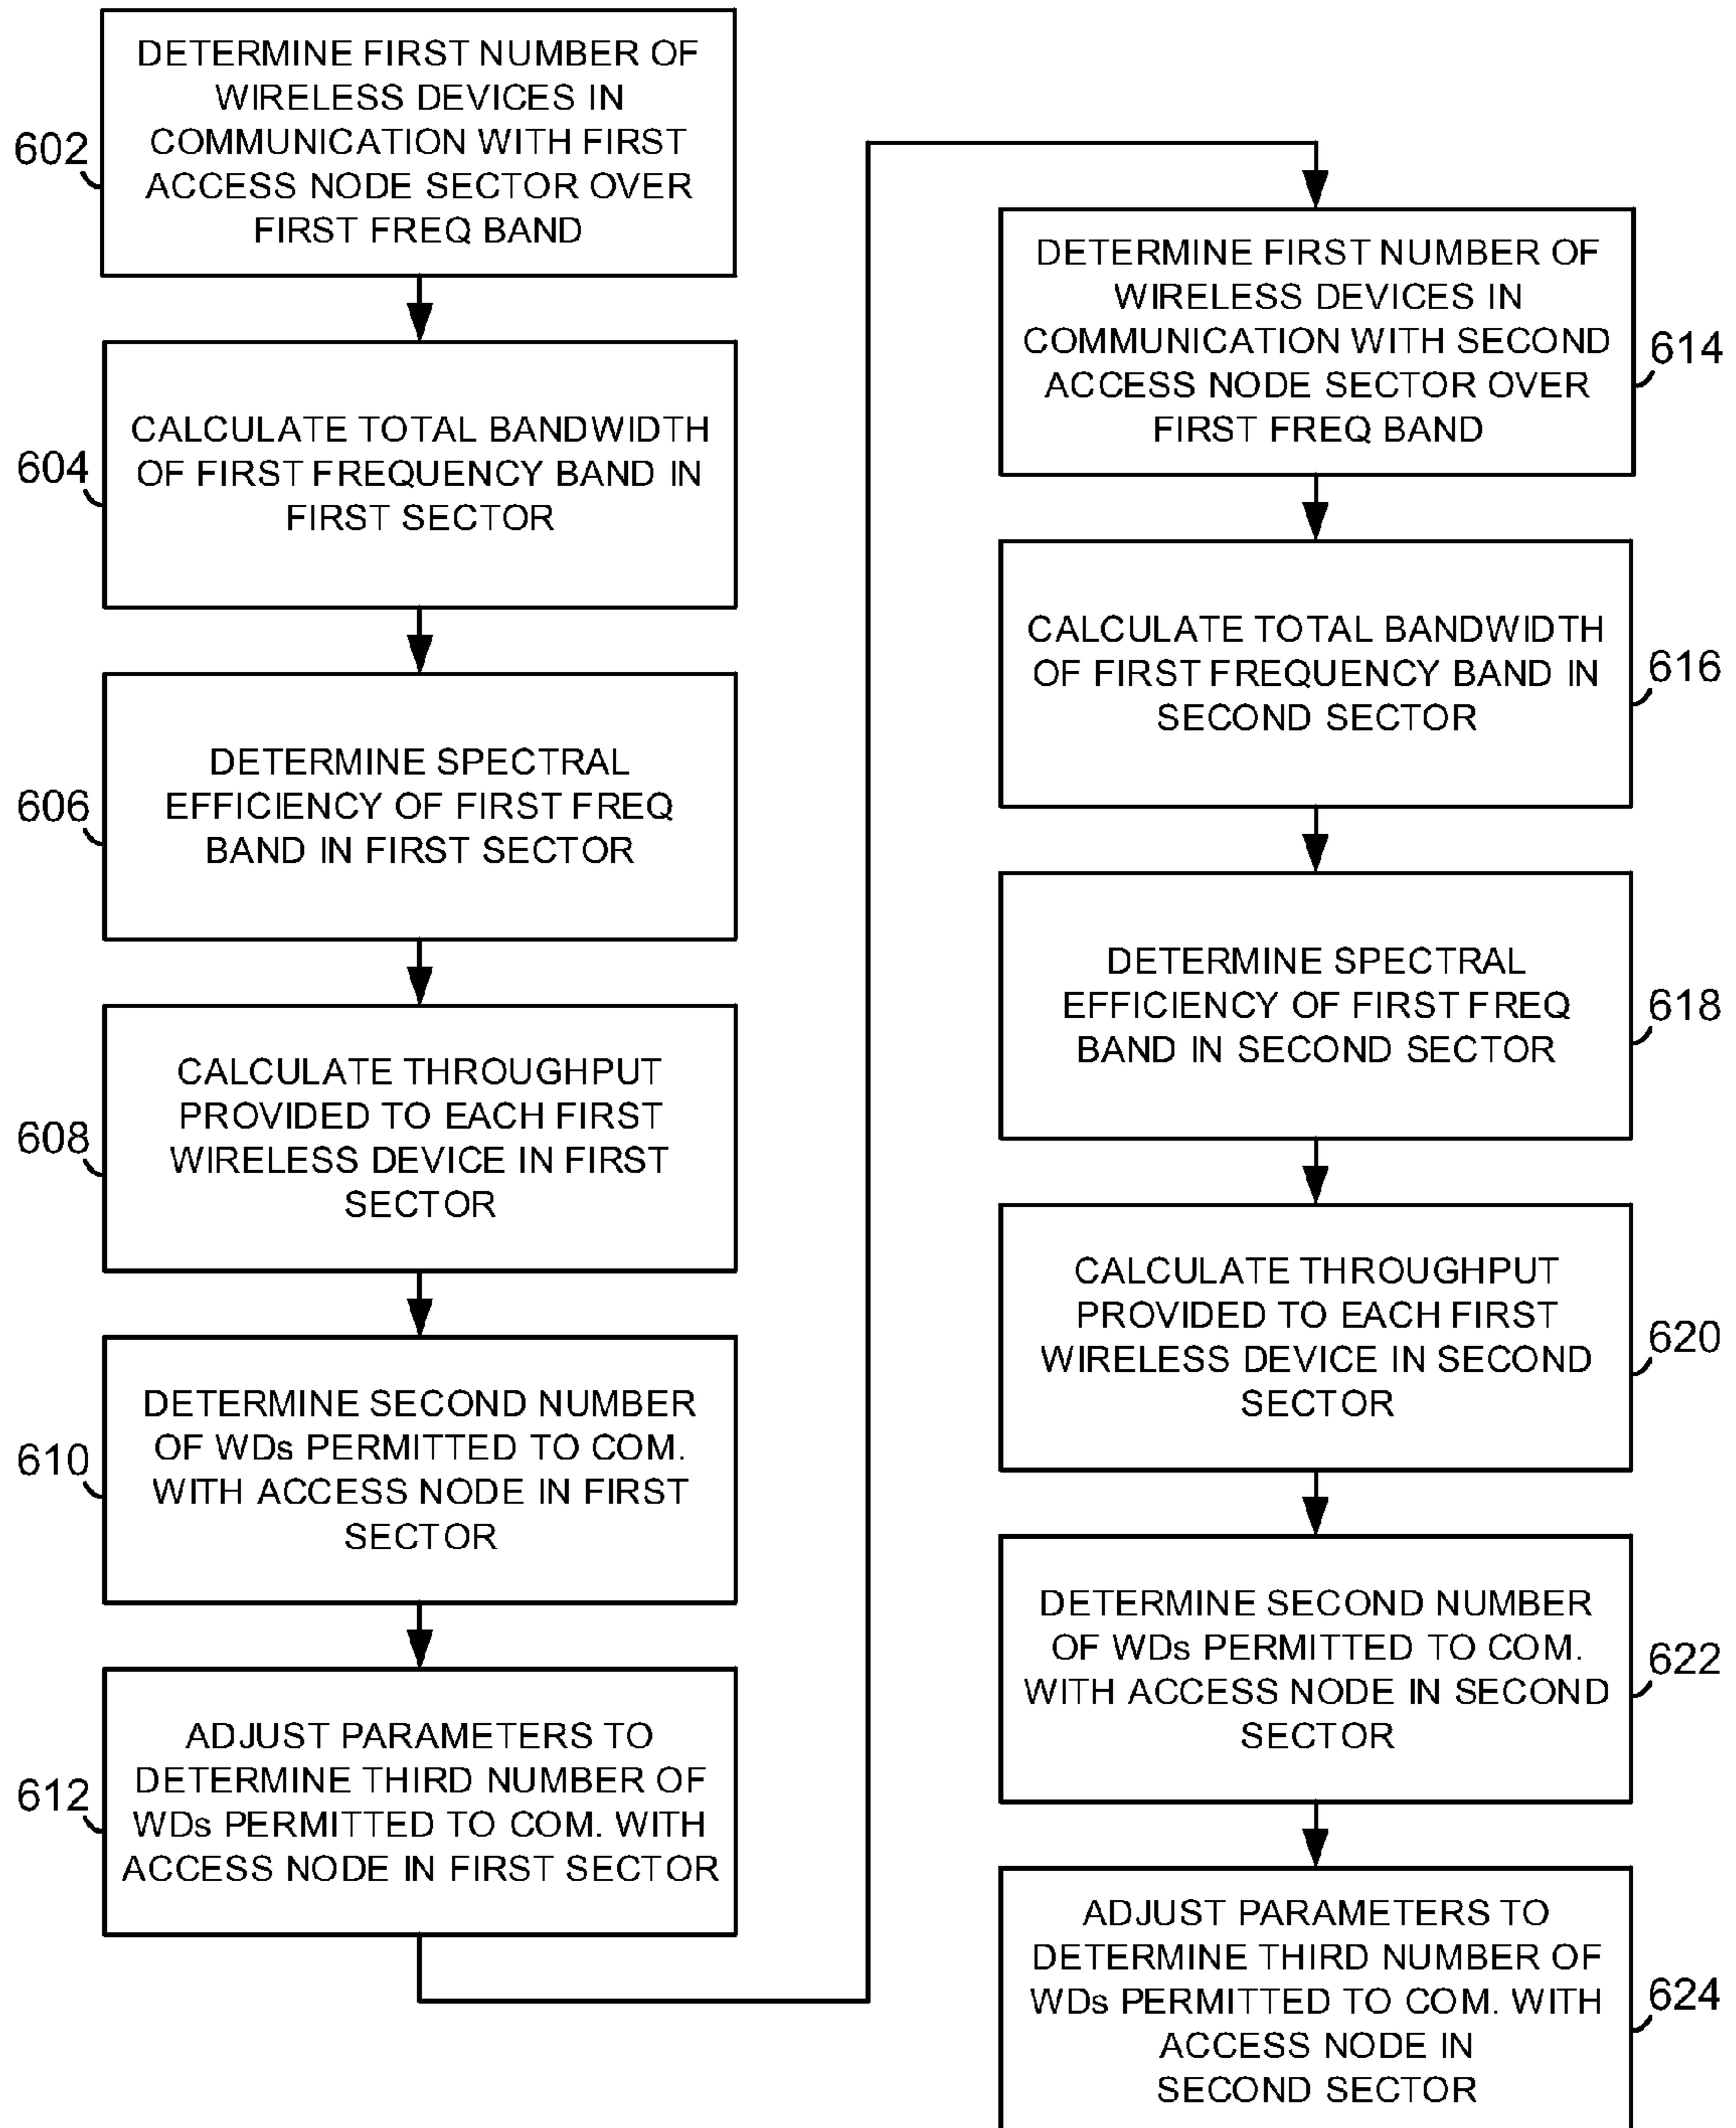 602
DETERMINE FIRST NUMBER OF
WIRELESS DEVICES IN
COMMUNICATION WITH FIRST
ACCESS NODE SECTOR OVER
FIRST FREQ BAND
604
CALCULATE TOTAL BANDWIDTH
OF FIRST FREQUENCY BAND IN
FIRST SECTOR
606
DETERMINE SPECTRAL
EFFICIENCY OF FIRST FREQ
BAND IN FIRST SECTOR
608
CALCULATE THROUGHPUT
PROVIDED TO EACH FIRST
WIRELESS DEVICE IN FIRST
SECTOR
610
DETERMINE SECOND NUMBER
OF WDs PERMITTED TO COM.
WITH ACCESS NODE IN FIRST
SECTOR
612
ADJUST PARAMETERS TO
DETERMINE THIRD NUMBER OF
WDs PERMITTED TO COM. WITH
ACCESS NODE IN FIRST SECTOR
614
DETERMINE FIRST NUMBER OF
WIRELESS DEVICES IN
COMMUNICATION WITH SECOND
ACCESS NODE SECTOR OVER
FIRST FREQ BAND
616
CALCULATE TOTAL BANDWIDTH
OF FIRST FREQUENCY BAND IN
SECOND SECTOR
618
DETERMINE SPECTRAL
EFFICIENCY OF FIRST FREQ
BAND IN SECOND SECTOR
620
CALCULATE THROUGHPUT
PROVIDED TO EACH FIRST
WIRELESS DEVICE IN SECOND
SECTOR
622
DETERMINE SECOND NUMBER
OF WDs PERMITTED TO COM.
WITH ACCESS NODE IN SECOND
SECTOR
624
ADJUST PARAMETERS TO
DETERMINE THIRD NUMBER OF
WDs PERMITTED TO COM. WITH
ACCESS NODE IN
SECOND SECTOR